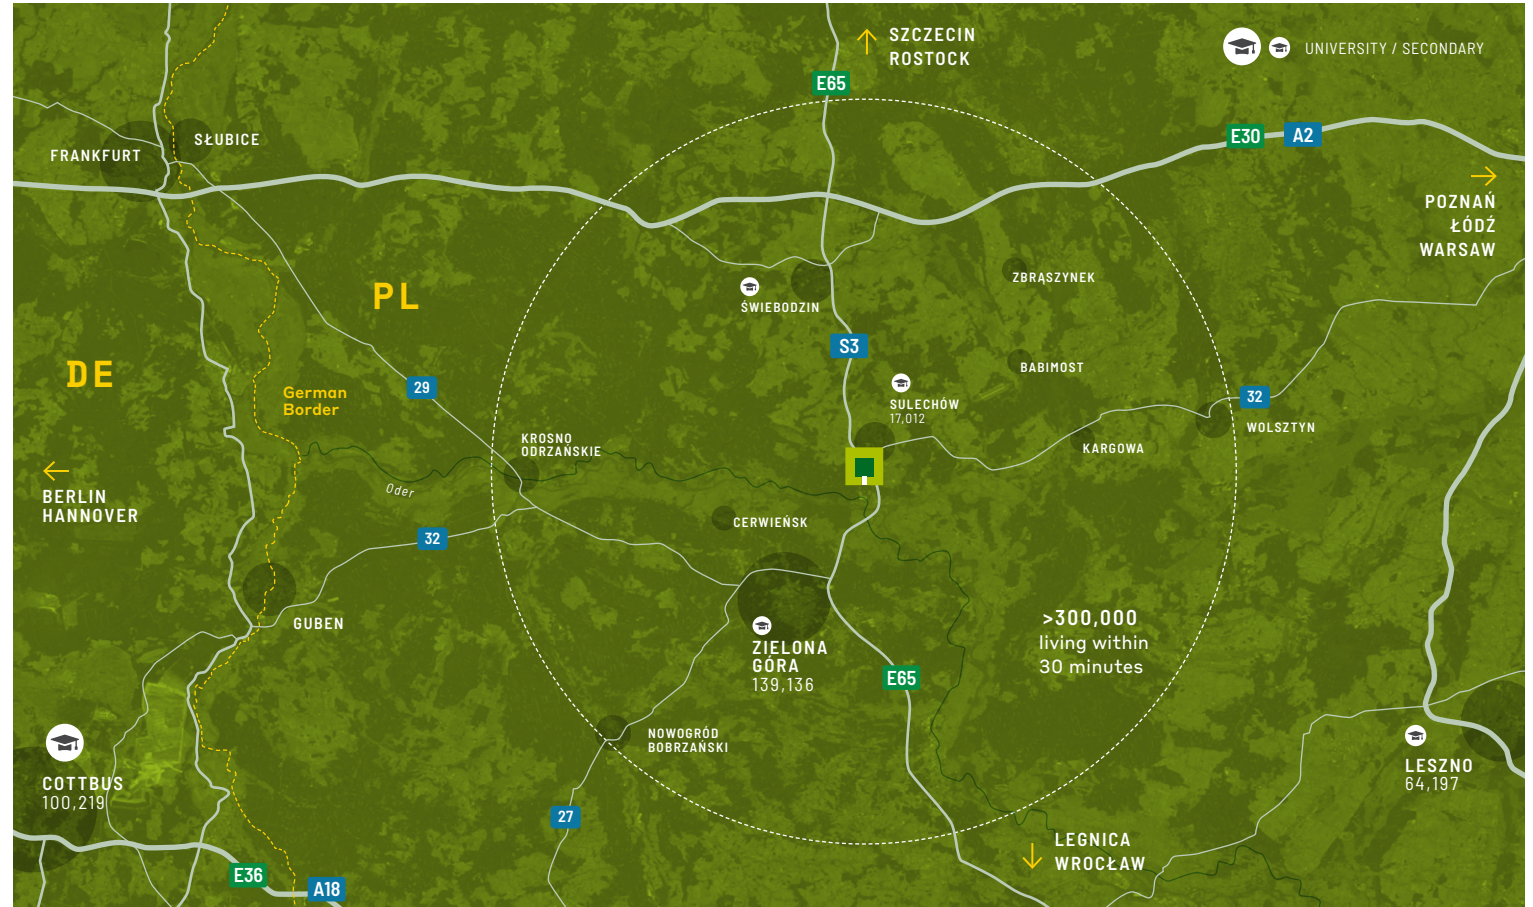 SZCZECIN
ROSTOCK
UNIVERSITY / SECONDARY
E65
E30
A2
SŁUBICE
FRANKFURT
POZNAŃ
ŁÓDŹ
WARSAW
ZBRĄSZYNEK
PL
ŚWIEBODZIN
S3
DE
BABIMOST
29
German
Border
SULECHÓW
17,012
32
WOLSZTYN
KROSNO
ODRZAŃSKIE
KARGOWA
BERLIN
HANNOVER
Oder
CERWIEŃSK
32
GUBEN
>300,000
living within
30 minutes
ZIELONA
GÓRA
139,136
E65
NOWOGRÓD
BOBRZAŃSKI
COTTBUS
100,219
LESZNO
64,197
27
LEGNICA
WROCŁAW
E36
A18